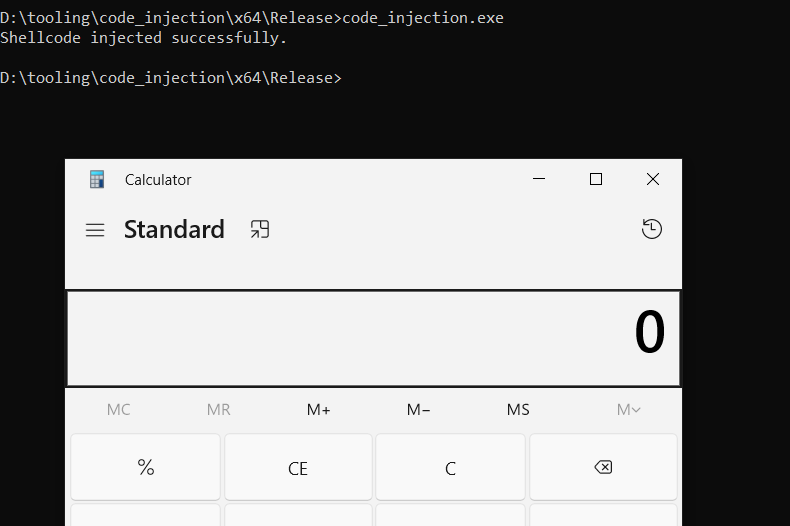 D:\tooling\code_injection\x64\Release>code_injection.exe
Shellcode injected successfully.
D:\tooling\code_injection\x64\Release>
Calculator
Standard
0
MC MR M+ M− MS M
% CE C